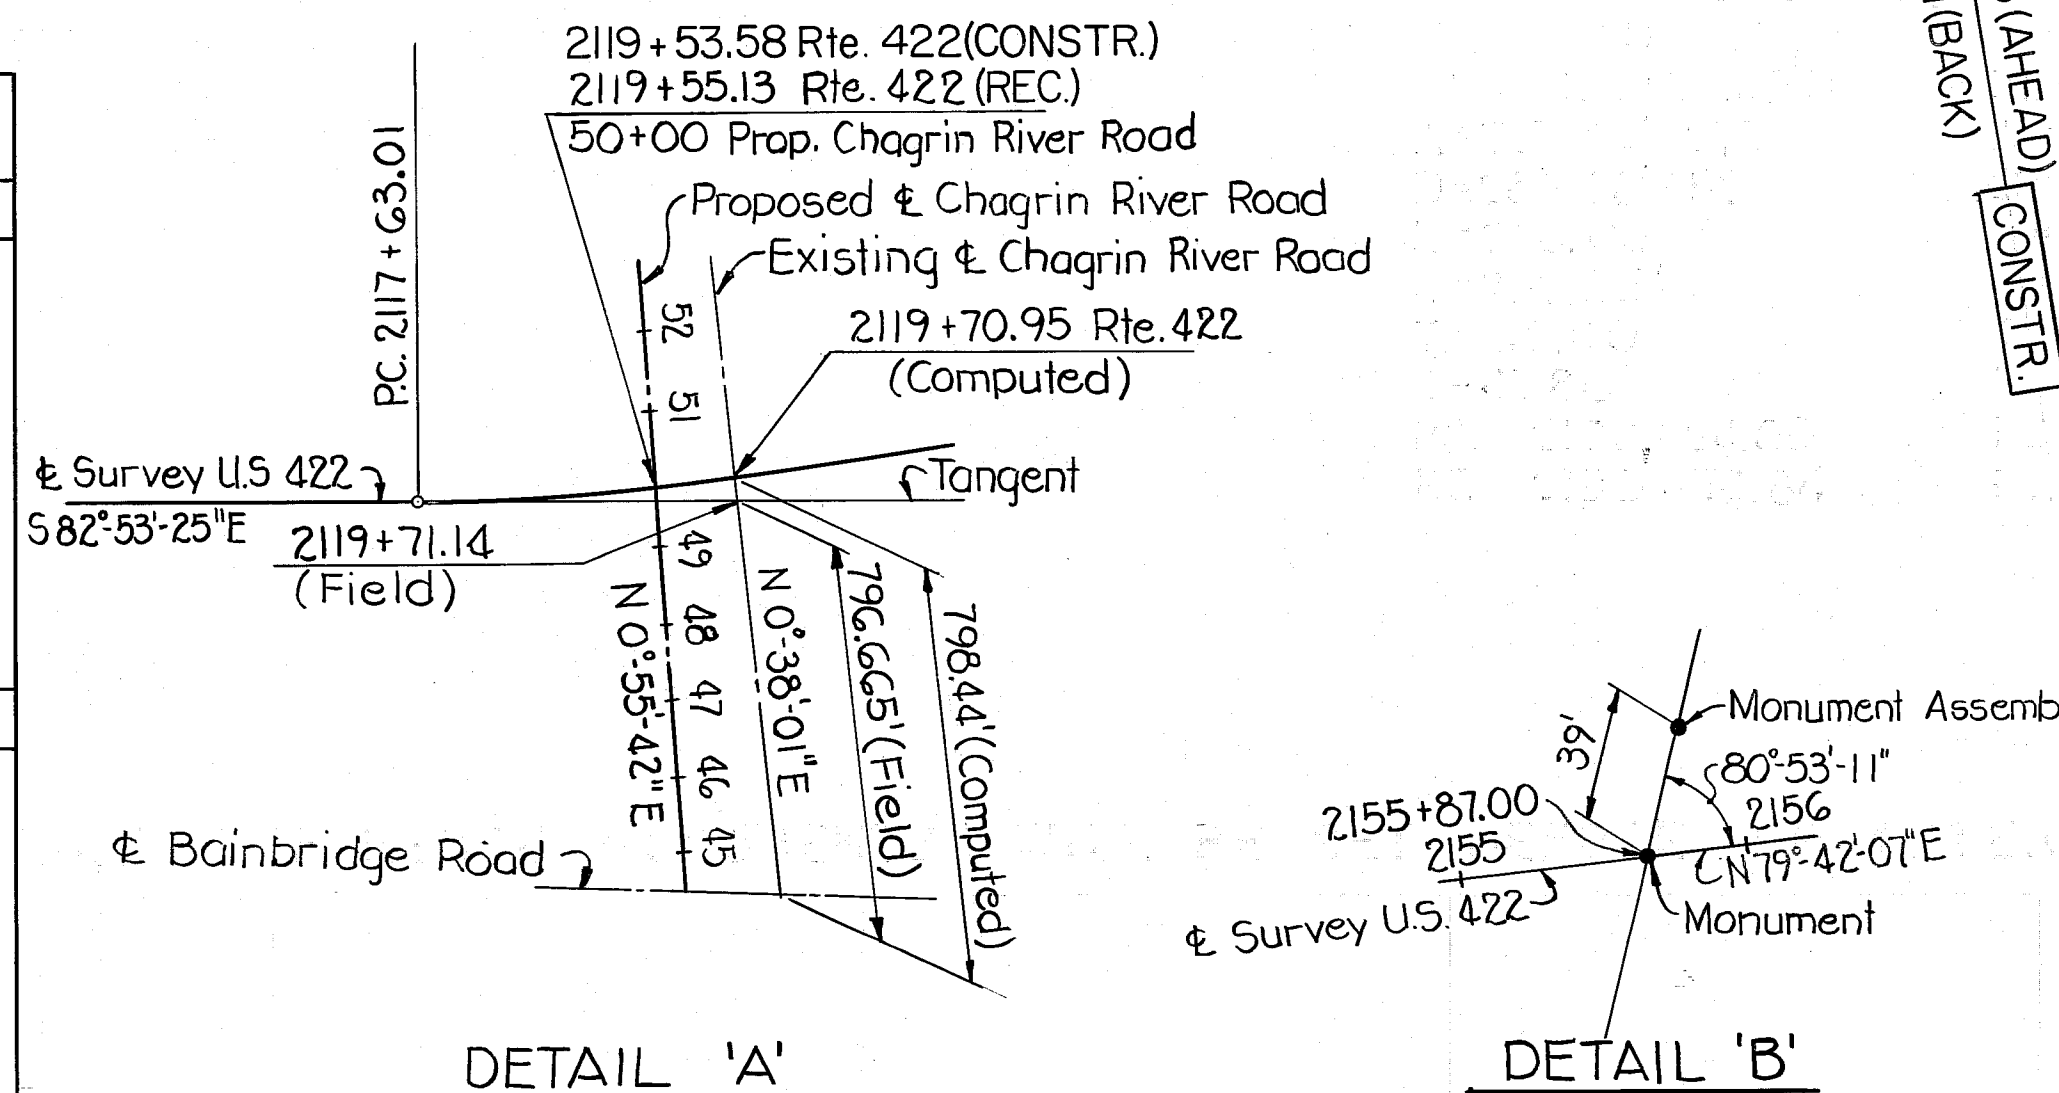 2119+53.58 Rte. 422(CONSTR.)
2119+55.13 Rte. 422(REC.)
50+00 Prop. Chagrin River Road
Proposed ℄ Chagrin River Road
Existing ℄ Chagrin River Road
2119+70.95 Rte. 422
(Computed)
P.C. 2117+63.01
52
51
℄ Survey U.S 422
S 82°-53'-25"E
Tangent
2119+71.14
(Field)
49
48
47
46
45
N 0°-55'-42" E
N 0°-38'-01" E
796.665' (Field)
798.44' (Computed)
℄ Bainbridge Road
DETAIL 'A'
(AHEAD)
(BACK)
CONSTR.
39'
Monument Assemb
80°-53'-11"
2155+87.00
2156
2155
N 79°-42'-07"E
℄ Survey U.S. 422
Monument
DETAIL 'B'